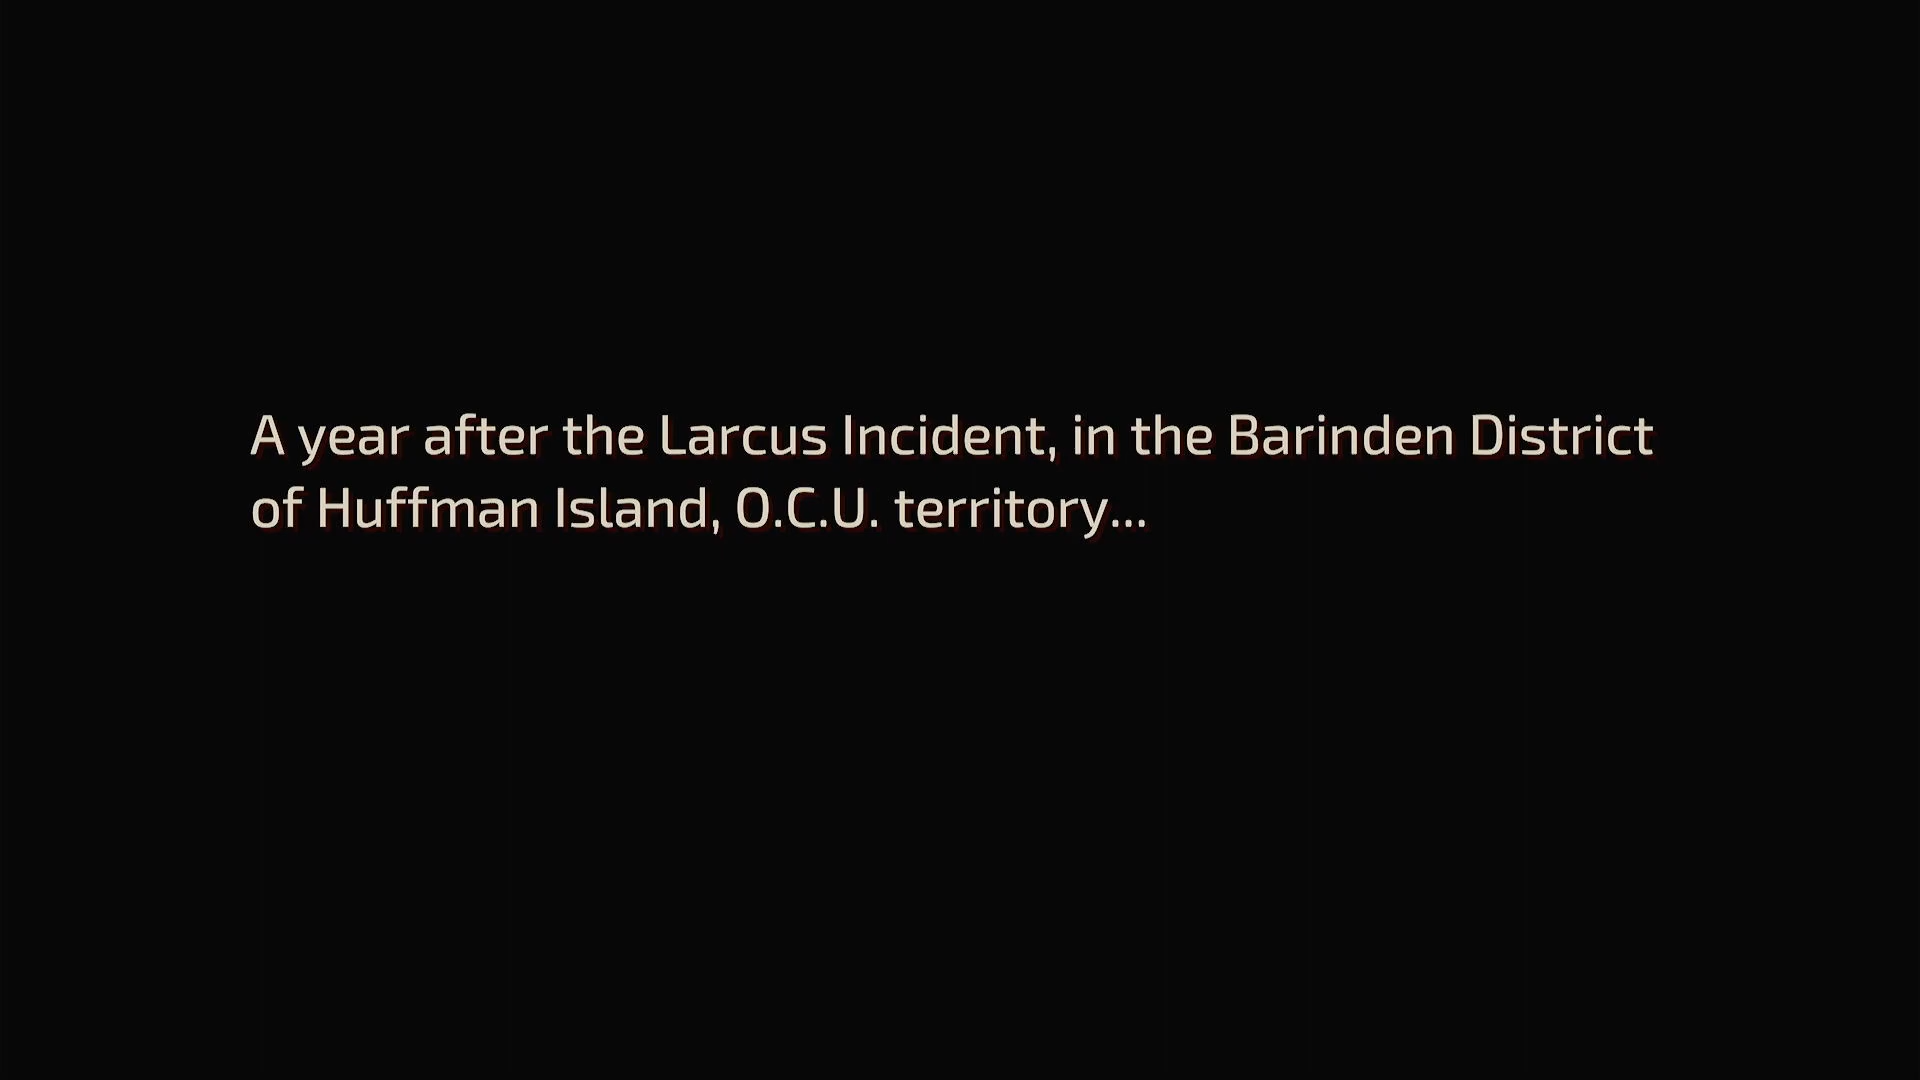 A year after the Larcus Incident, in the Barinden District
of Huffman Island, O.C.U. territory...